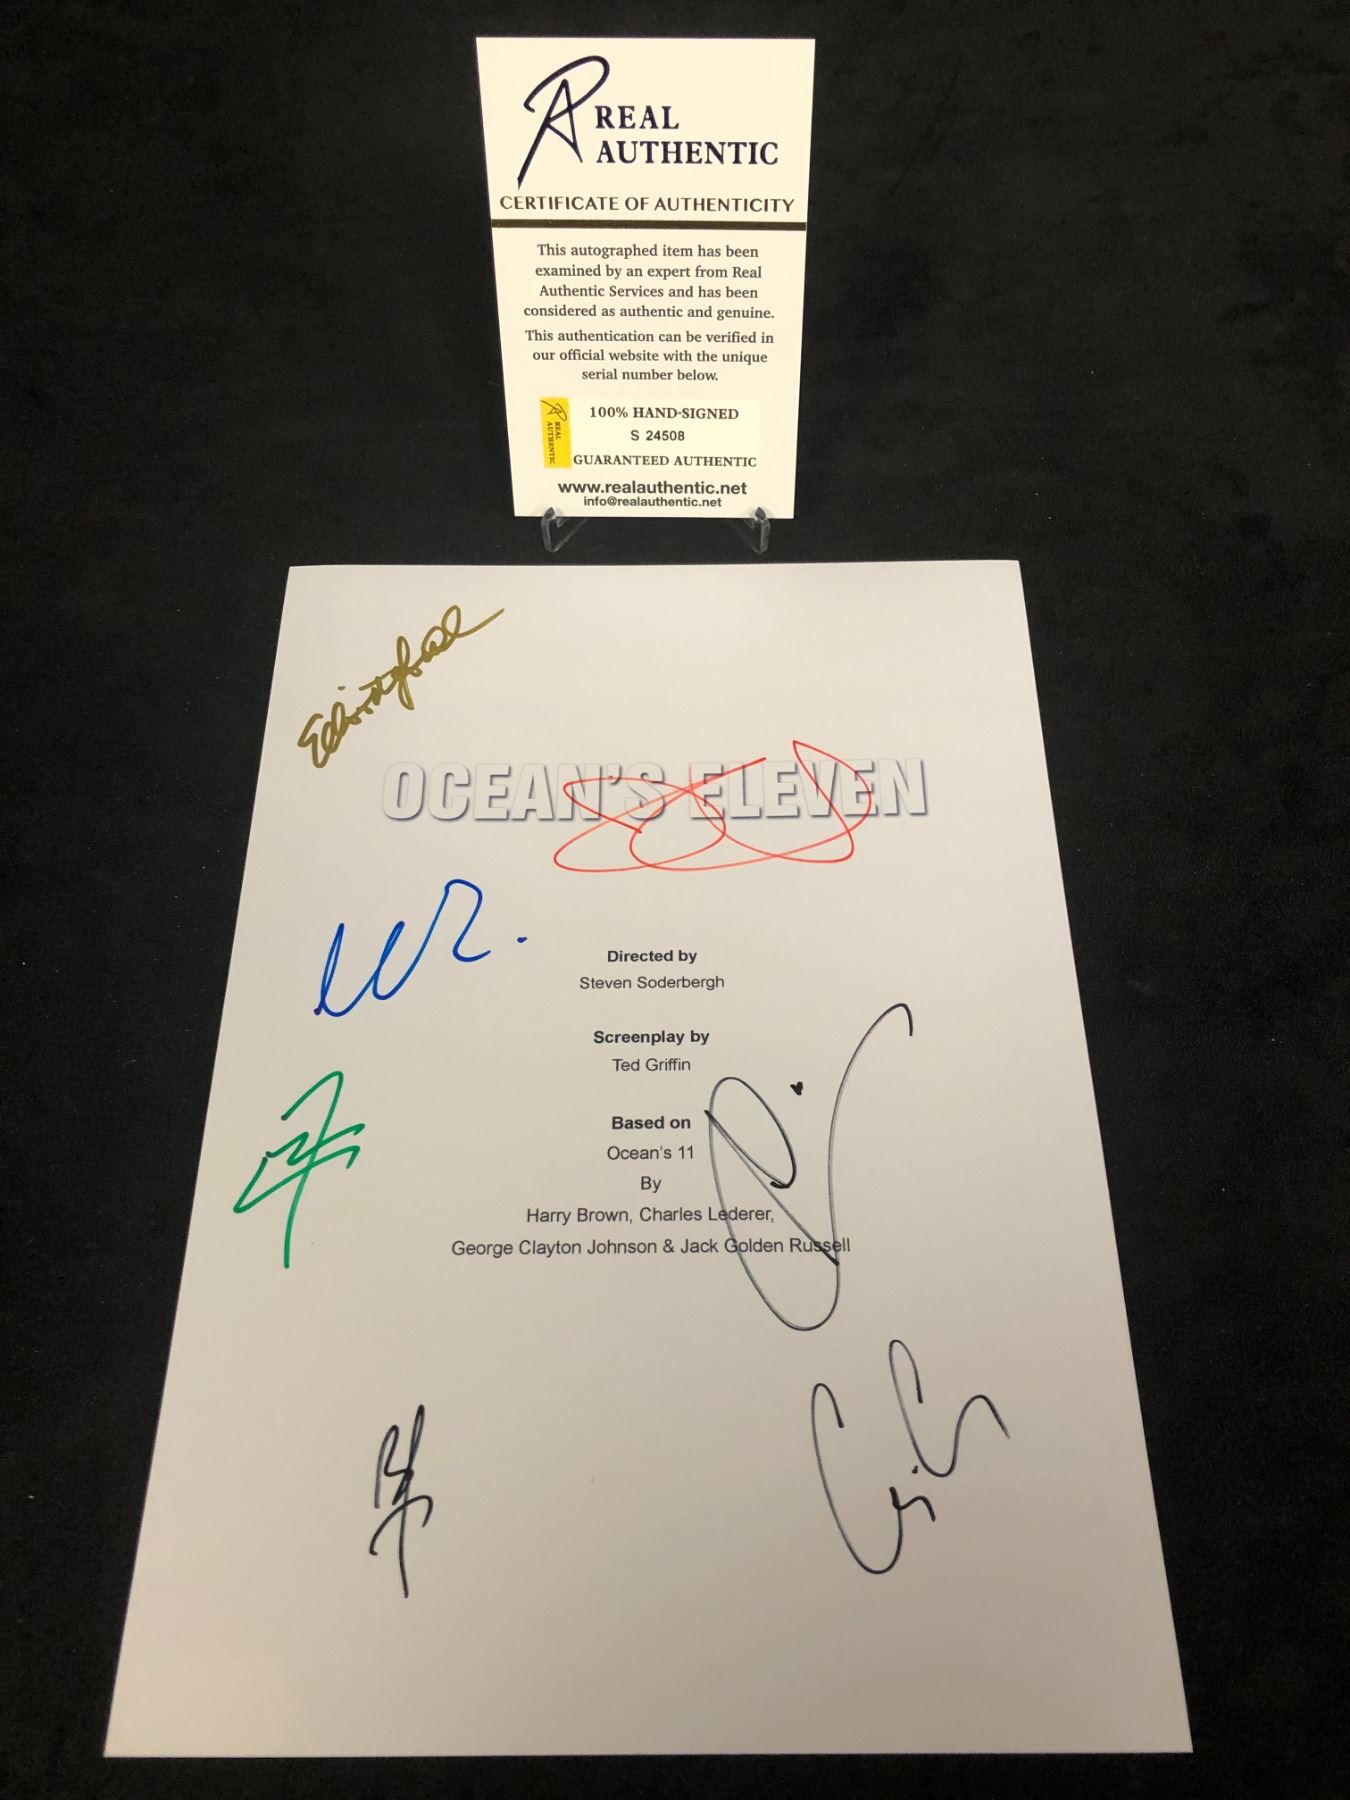 REAL
AUTHENTIC
CERTIFICATE OF AUTHENTICITY
This autographed item has been
examined by an expert from Real
Authentic Services and has been
considered as authentic and genuine.
This authentication can be verified in
our official website with the unique
serial number below.
REAL
AUTHENTIC
100% HAND-SIGNED
S 24508
GUARANTEED AUTHENTIC
www.realauthentic.net
info@realauthentic.net
OCEAN'S ELEVEN
Directed by
Steven Soderbergh
Screenplay by
Ted Griffin
Based on
Ocean's 11
By
Harry Brown, Charles Lederer,
George Clayton Johnson & Jack Golden Russell